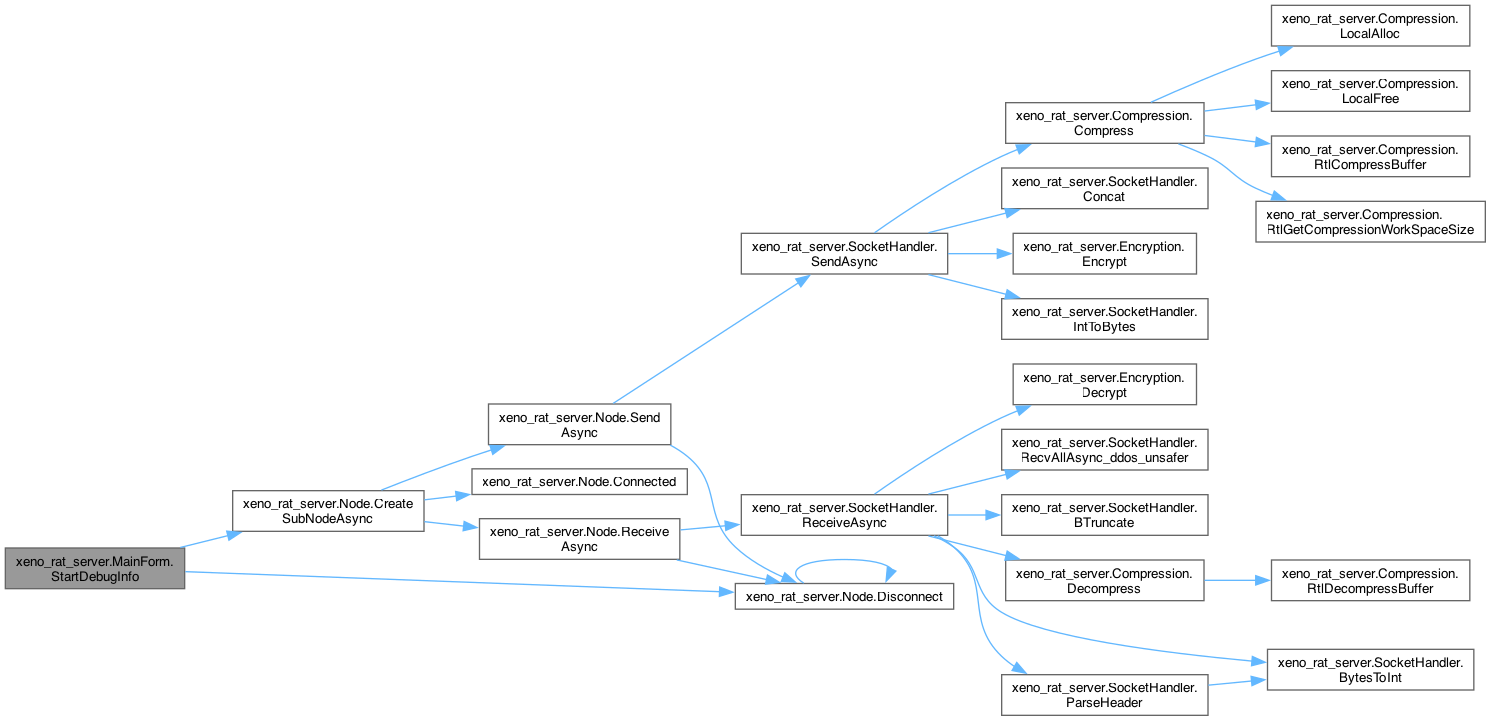 xeno_rat_server.MainForm.
StartDebugInfo
xeno_rat_server.Node.Create
SubNodeAsync
xeno_rat_server.Node.Send
Async
xeno_rat_server.Node.Connected
xeno_rat_server.Node.Receive
Async
xeno_rat_server.SocketHandler.
SendAsync
xeno_rat_server.SocketHandler.
ReceiveAsync
xeno_rat_server.Node.Disconnect
xeno_rat_server.Compression.
Compress
xeno_rat_server.SocketHandler.
Concat
xeno_rat_server.Encryption.
Encrypt
xeno_rat_server.SocketHandler.
IntToBytes
xeno_rat_server.Encryption.
Decrypt
xeno_rat_server.SocketHandler.
RecvAllAsync_ddos_unsafer
xeno_rat_server.SocketHandler.
BTruncate
xeno_rat_server.Compression.
Decompress
xeno_rat_server.SocketHandler.
ParseHeader
xeno_rat_server.Compression.
LocalAlloc
xeno_rat_server.Compression.
LocalFree
xeno_rat_server.Compression.
RtlCompressBuffer
xeno_rat_server.Compression.
RtlGetCompressionWorkSpaceSize
xeno_rat_server.Compression.
RtlDecompressBuffer
xeno_rat_server.SocketHandler.
BytesToInt